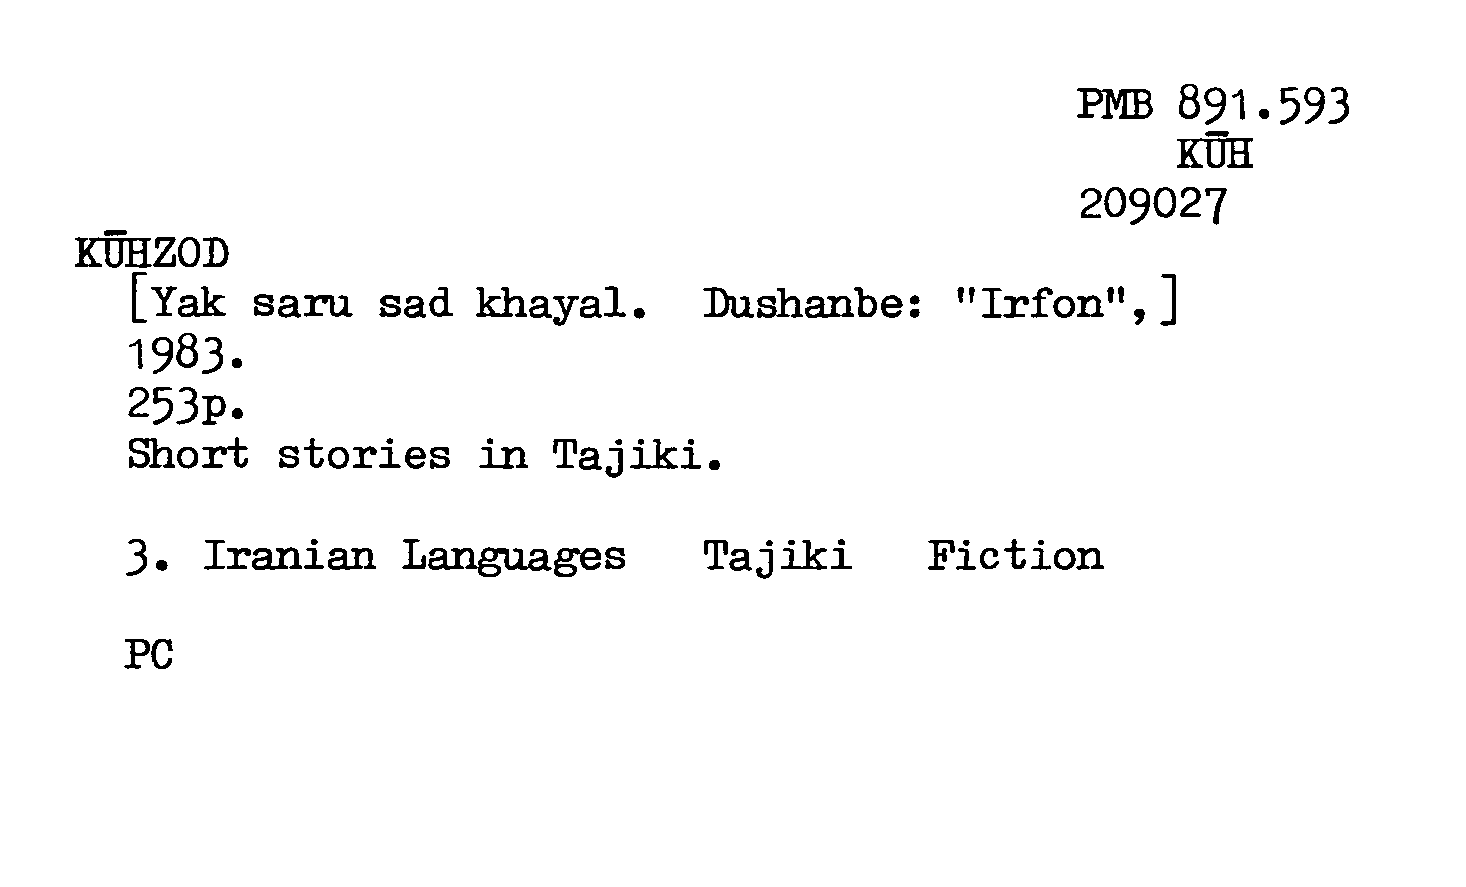 PMB 891.593
KŪH
209027
KŪHZOD
[Yak saru sad khayal. Dushanbe: "Irfon",]
1983.
253p.
Short stories in Tajiki.
3. Iranian Languages Tajiki Fiction
PC